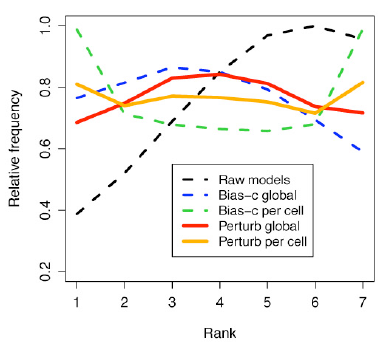 Relative frequency
1.0
0.8
0.6
0.4
0.2
Raw models
Bias-c global
Bias-c per cell
Perturb global
Perturb per cell
1 2 3 4 5 6 7
Rank